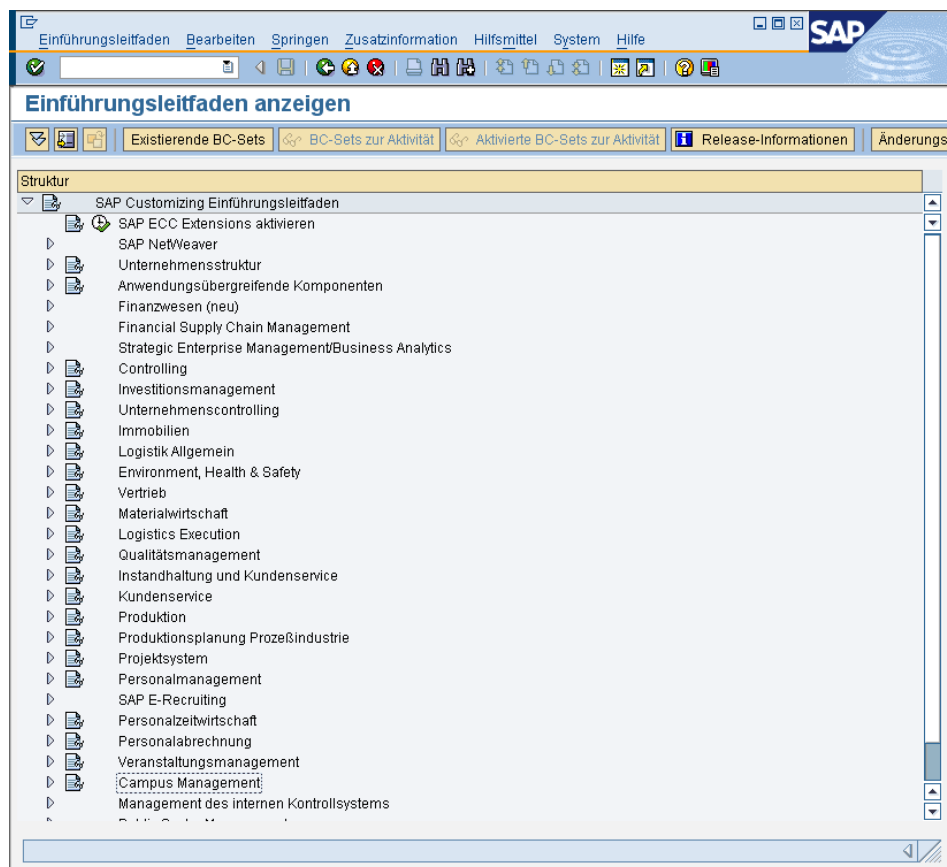 Einführungsleitfaden Bearbeiten Springen Zusatzinformation Hilfsmittel System Hilfe
SAP
Einführungsleitfaden anzeigen
Existierende BC-Sets BC-Sets zur Aktivität Aktivierte BC-Sets zur Aktivität Release-Informationen Änderungs
Struktur
SAP Customizing Einführungsleitfaden
SAP ECC Extensions aktivieren
SAP NetWeaver
Unternehmensstruktur
Anwendungsübergreifende Komponenten
Finanzwesen (neu)
Financial Supply Chain Management
Strategic Enterprise Management/Business Analytics
Controlling
Investitionsmanagement
Unternehmenscontrolling
Immobilien
Logistik Allgemein
Environment, Health & Safety
Vertrieb
Materialwirtschaft
Logistics Execution
Qualitätsmanagement
Instandhaltung und Kundenservice
Kundenservice
Produktion
Produktionsplanung Prozeßindustrie
Projektsystem
Personalmanagement
SAP E-Recruiting
Personalzeitwirtschaft
Personalabrechnung
Veranstaltungsmanagement
Campus Management
Management des internen Kontrollsystems